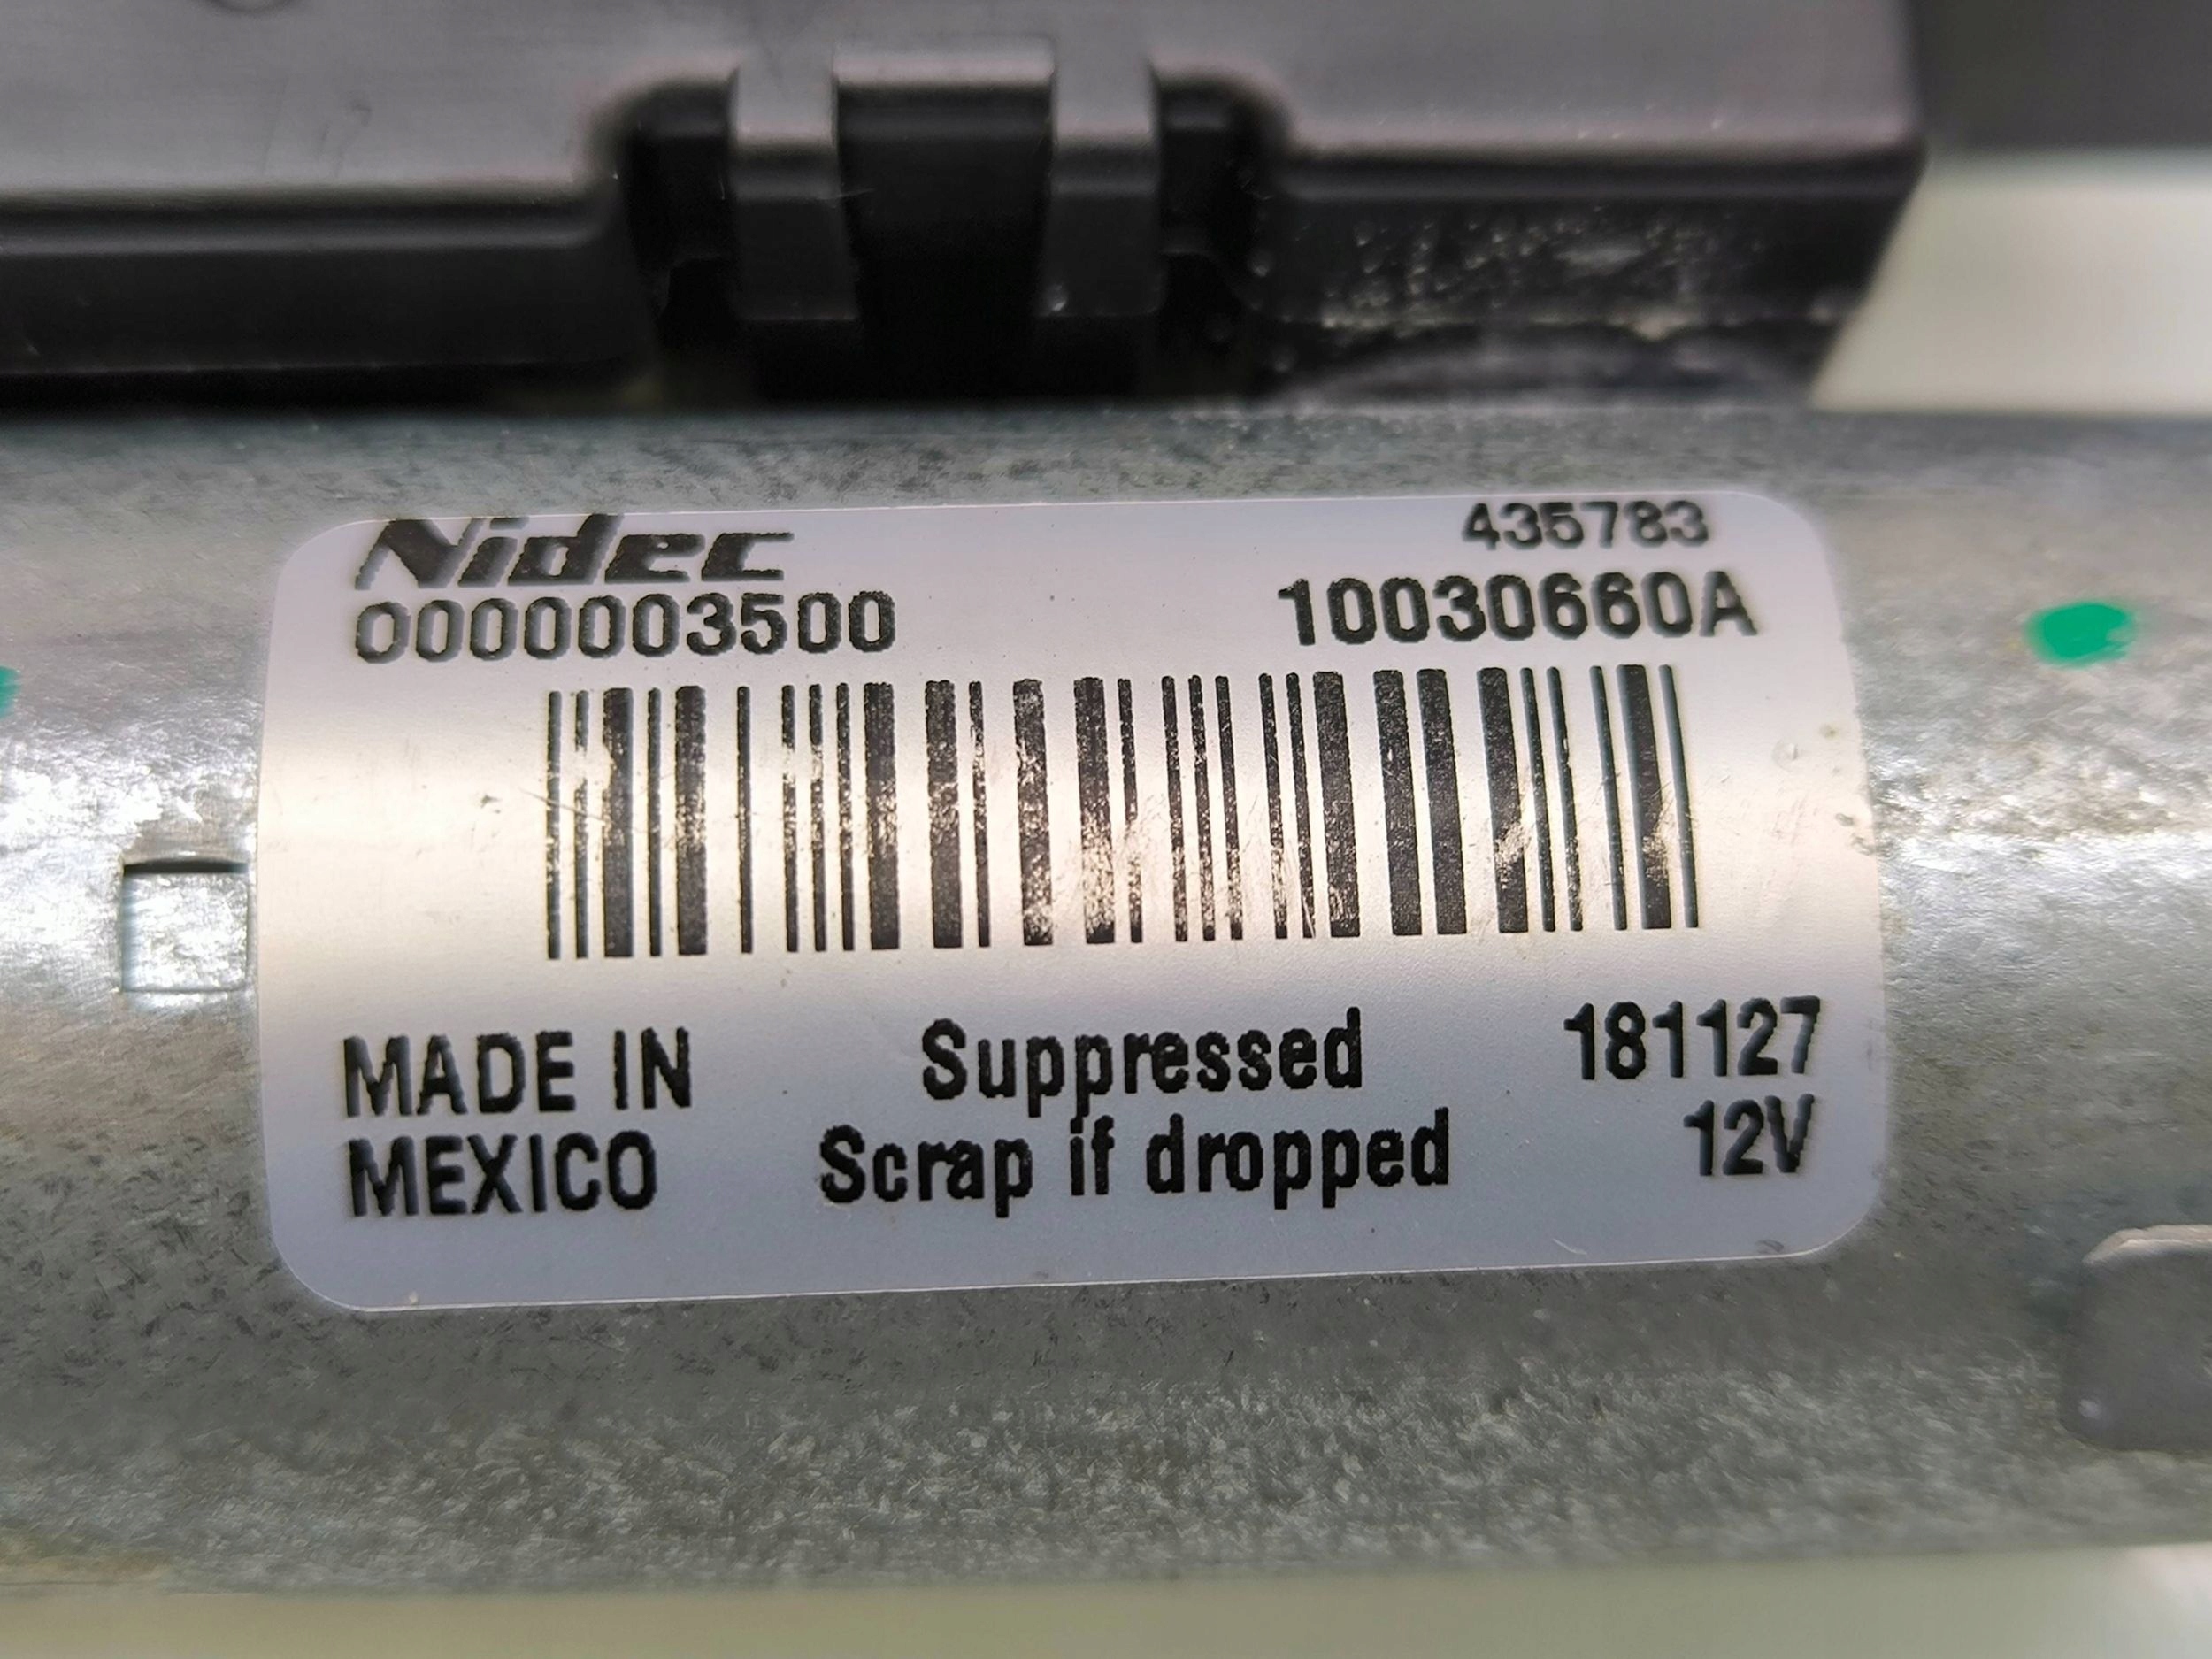 Nidec 435783
0000003500 10030660A
MADE IN Suppressed 181127
MEXICO Scrap if dropped 12V